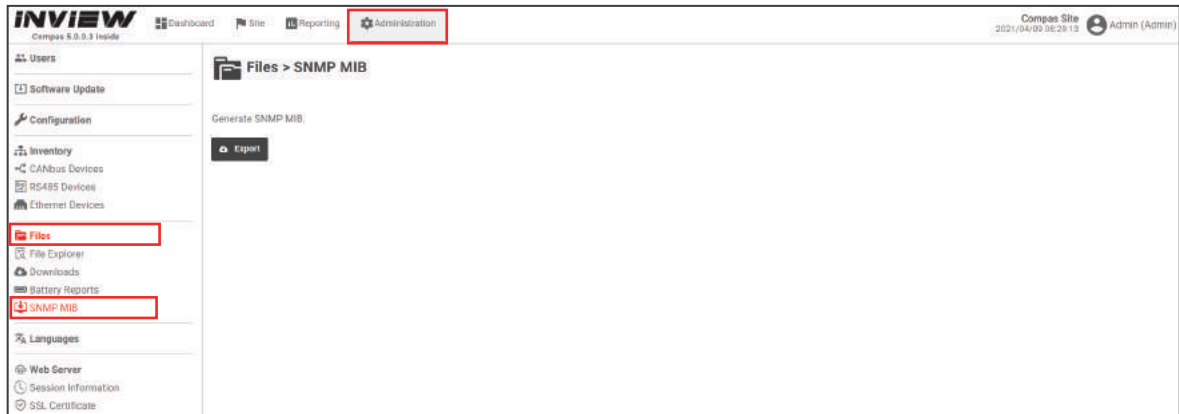 INVIEW
Compas 5.0.0.3 inside
Dashboard
Site
Reporting
Administration
Compas Site
2021/04/09 08:29:13
Admin (Admin)
Users
Software Update
Configuration
Inventory
CANbus Devices
RS485 Devices
Ethernet Devices
Files
File Explorer
Downloads
Battery Reports
SNMP MIB
Languages
Web Server
Session Information
SSL Certificate
Files > SNMP MIB
Generate SNMP MIB.
Export